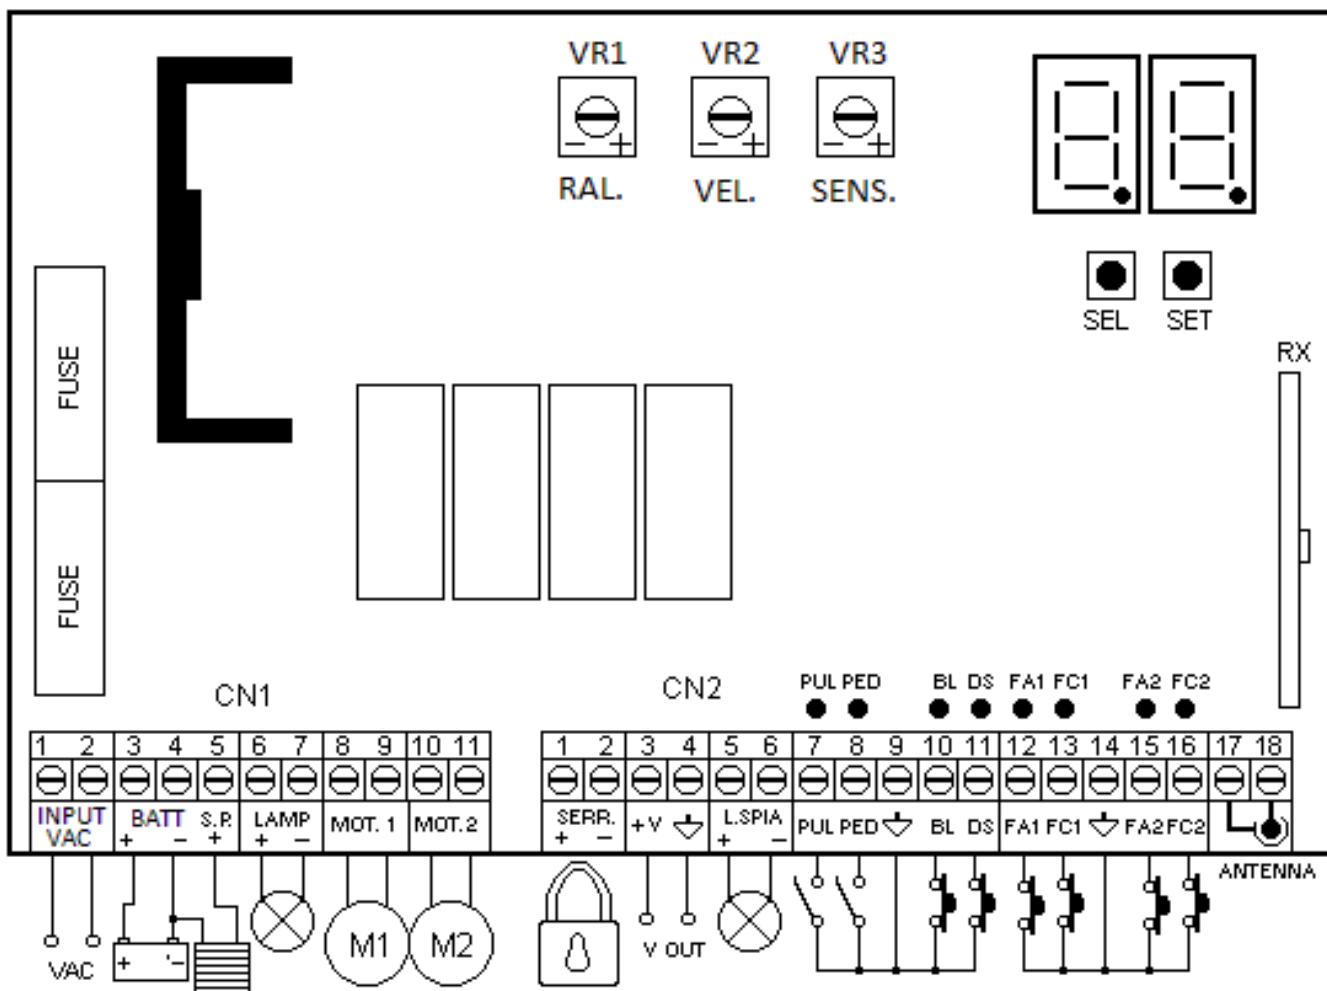 VR1 VR2 VR3
− + − + − +
RAL. VEL. SENS.
8. 8.
SEL SET
RX
FUSE
FUSE
CN1 CN2
PUL PED BL DS FA1 FC1 FA2 FC2
1 2 3 4 5 6 7 8 9 10 11 1 2 3 4 5 6 7 8 9 10 11 12 13 14 15 16 17 18
INPUT VAC BATT + − S.P. + LAMP + − MOT. 1 MOT. 2 SERR. + − +V L.SPIA + − PUL PED BL DS FA1 FC1 FA2 FC2
ANTENNA
VAC + − M1 M2 V OUT